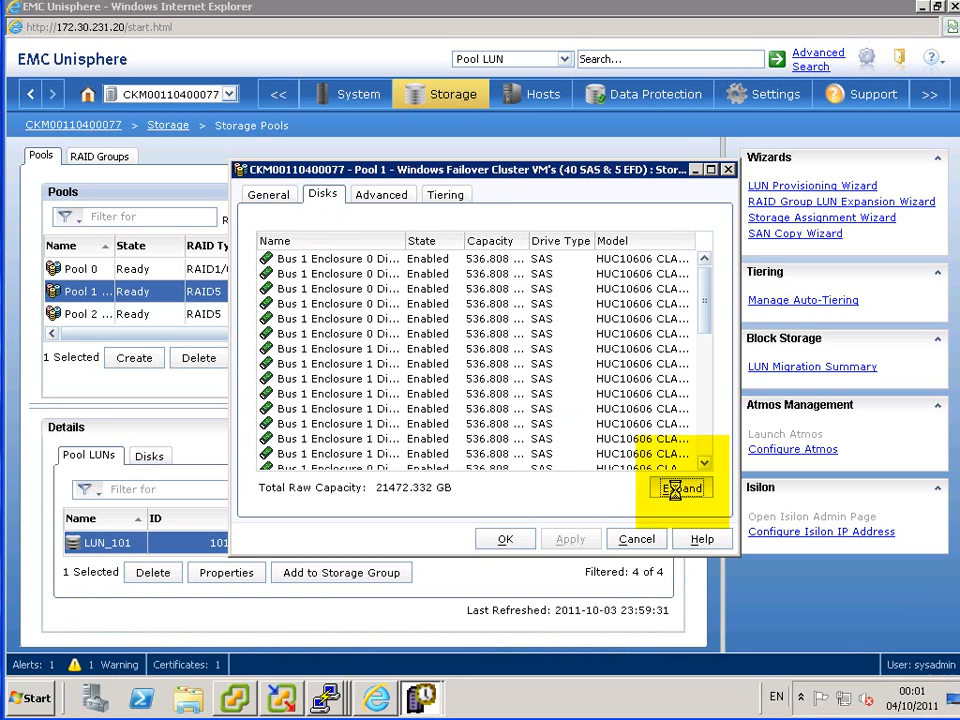 EMC Unisphere - Windows Internet Explorer
http://172.30.231.20/start.html
EMC Unisphere
Pool LUN
Search...
Advanced Search
CKM00110400077
<<
System
Storage
Hosts
Data Protection
Settings
Support
>>
CKM00110400077 > Storage > Storage Pools
Pools
RAID Groups
Pools
Filter for
R
Name State RAID Ty
Pool 0 Ready RAID1/
Pool 1 ... Ready RAID5
Pool 2 ... Ready RAID5
1 Selected Create Delete
Details
Pool LUNs Disks
Filter for
Name ID
LUN_101 101
1 Selected Delete Properties Add to Storage Group Filtered: 4 of 4
Last Refreshed: 2011-10-03 23:59:31
CKM00110400077 - Pool 1 - Windows Failover Cluster VM's (40 SAS & 5 EFD) : Stor...
General Disks Advanced Tiering
Name State Capacity Drive Type Model
Bus 1 Enclosure 0 Di... Enabled 536.808 ... SAS HUC10606 CLA...
Bus 1 Enclosure 0 Di... Enabled 536.808 ... SAS HUC10606 CLA...
Bus 1 Enclosure 0 Di... Enabled 536.808 ... SAS HUC10606 CLA...
Bus 1 Enclosure 0 Di... Enabled 536.808 ... SAS HUC10606 CLA...
Bus 1 Enclosure 0 Di... Enabled 536.808 ... SAS HUC10606 CLA...
Bus 1 Enclosure 0 Di... Enabled 536.808 ... SAS HUC10606 CLA...
Bus 1 Enclosure 1 Di... Enabled 536.808 ... SAS HUC10606 CLA...
Bus 1 Enclosure 1 Di... Enabled 536.808 ... SAS HUC10606 CLA...
Bus 1 Enclosure 1 Di... Enabled 536.808 ... SAS HUC10606 CLA...
Bus 1 Enclosure 1 Di... Enabled 536.808 ... SAS HUC10606 CLA...
Bus 1 Enclosure 1 Di... Enabled 536.808 ... SAS HUC10606 CLA...
Bus 1 Enclosure 1 Di... Enabled 536.808 ... SAS HUC10606 CLA...
Bus 1 Enclosure 1 Di... Enabled 536.808 ... SAS HUC10606 CLA...
Bus 1 Enclosure 1 Di... Enabled 536.808 ... SAS HUC10606 CLA...
Bus 1 Enclosure 0 Di... Enabled 536.808 ... SAS HUC10606 CLA...
Total Raw Capacity: 21472.332 GB
Expand
OK Apply Cancel Help
Wizards
LUN Provisioning Wizard
RAID Group LUN Expansion Wizard
Storage Assignment Wizard
SAN Copy Wizard
Tiering
Manage Auto-Tiering
Block Storage
LUN Migration Summary
Atmos Management
Launch Atmos
Configure Atmos
Isilon
Open Isilon Admin Page
Configure Isilon IP Address
Alerts: 1 1 Warning Certificates: 1 User: sysadmin
Start
EN
00:01
04/10/2011